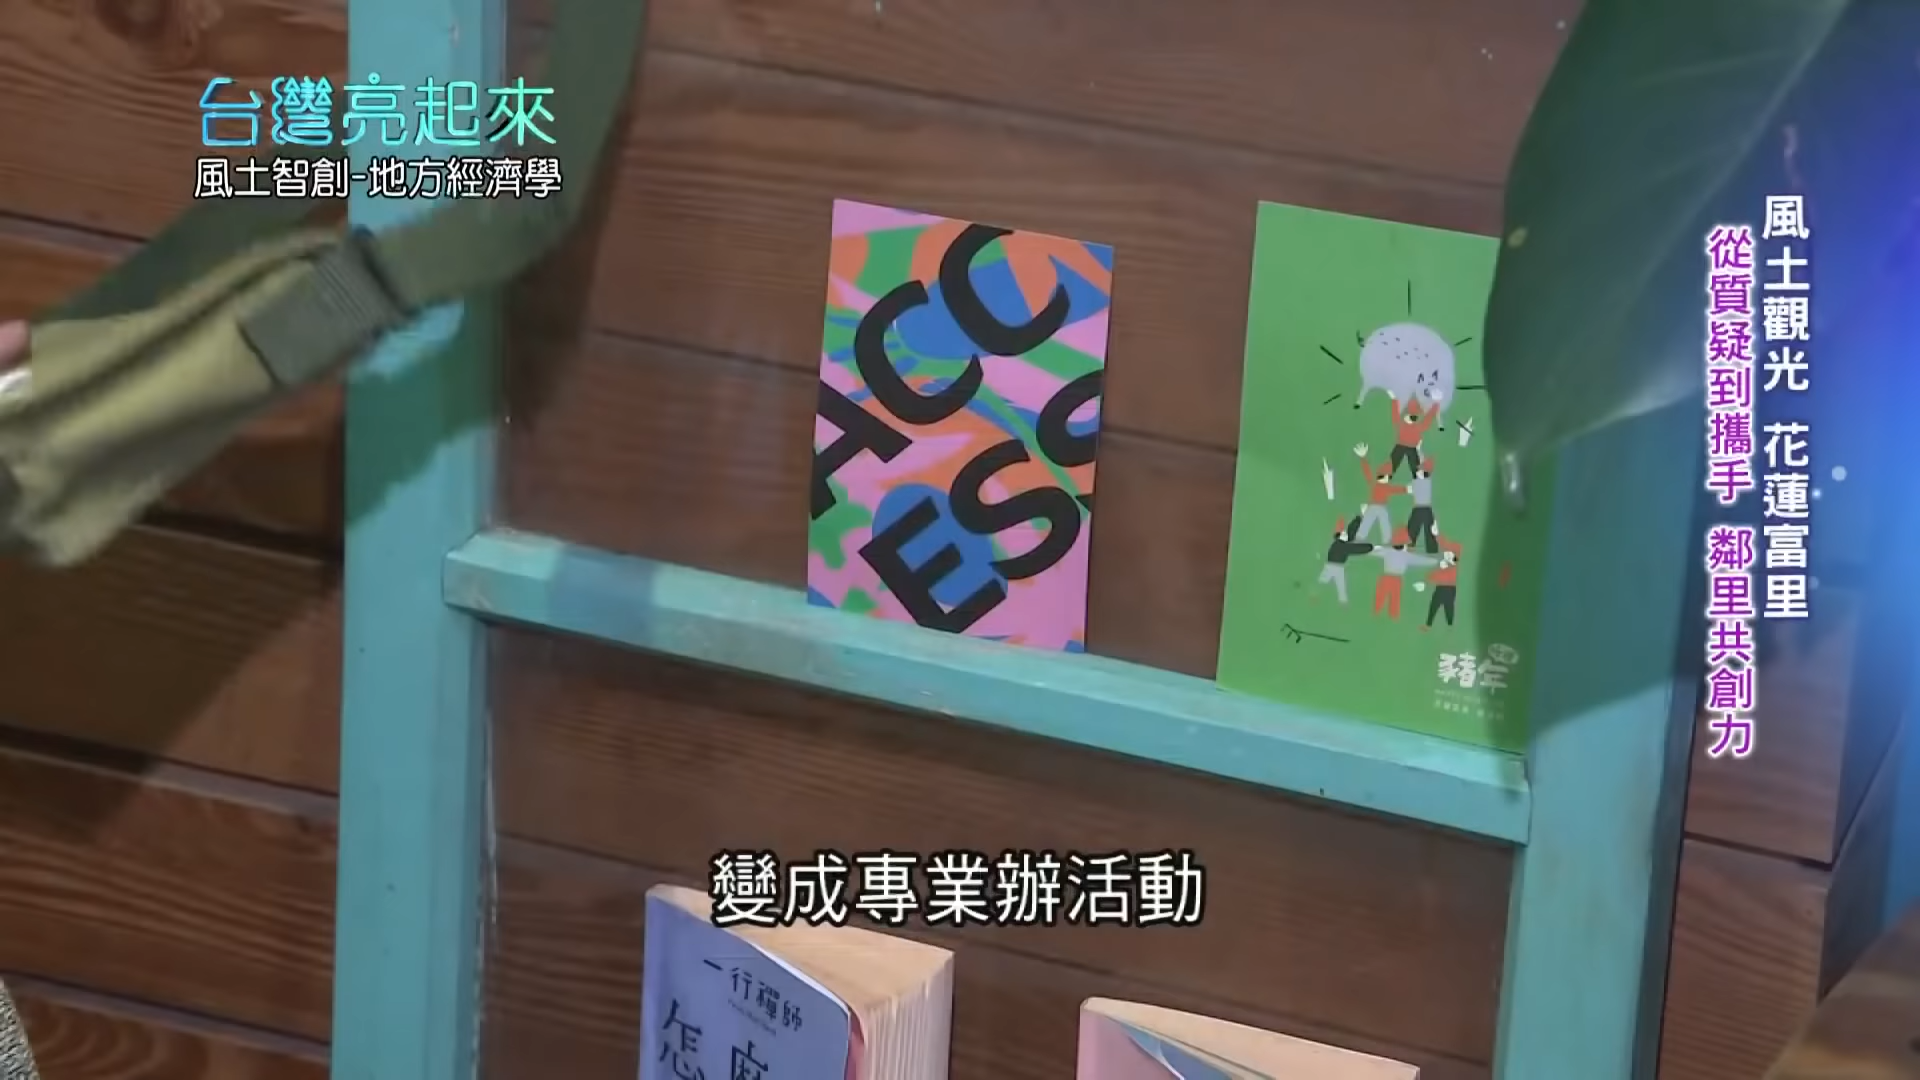 台灣亮起來
風土智創-地方經濟學
風土觀光 花蓮富里
從質疑到攜手 鄰里共創力
ACC
ESS
豬年
變成專業辦活動
一行禪師
怎麼